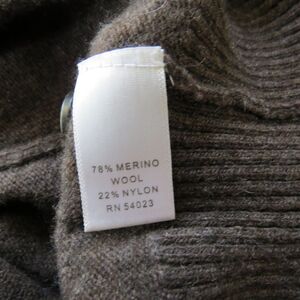 78% MERINO
WOOL
22% NYLON
RN 54023